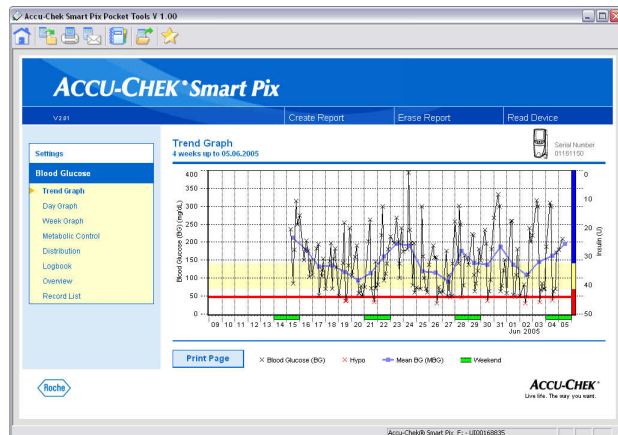 Accu-Chek Smart Pix Pocket Tools V 1.00
ACCU-CHEK® Smart Pix
V 2.01
Create Report
Erase Report
Read Device
Settings
Blood Glucose
Trend Graph
Day Graph
Week Graph
Metabolic Control
Distribution
Logbook
Overview
Record List
Trend Graph
4 weeks up to 05.06.2005
Serial Number
01161150
Blood Glucose (BG) (mg/dL)
400
350
300
250
200
150
100
50
0
0
10
20
30
40
50
Insulin (U)
09 10 11 12 13 14 15 16 17 18 19 20 21 22 23 24 25 26 27 28 29 30 31 01 02 03 04 05
Jun 2005
Print Page
Blood Glucose (BG)
Hypo
Mean BG (MBG)
Weekend
Roche
ACCU-CHEK®
Live life. The way you want.
Accu-Chek® Smart Pix F: - UI00168835